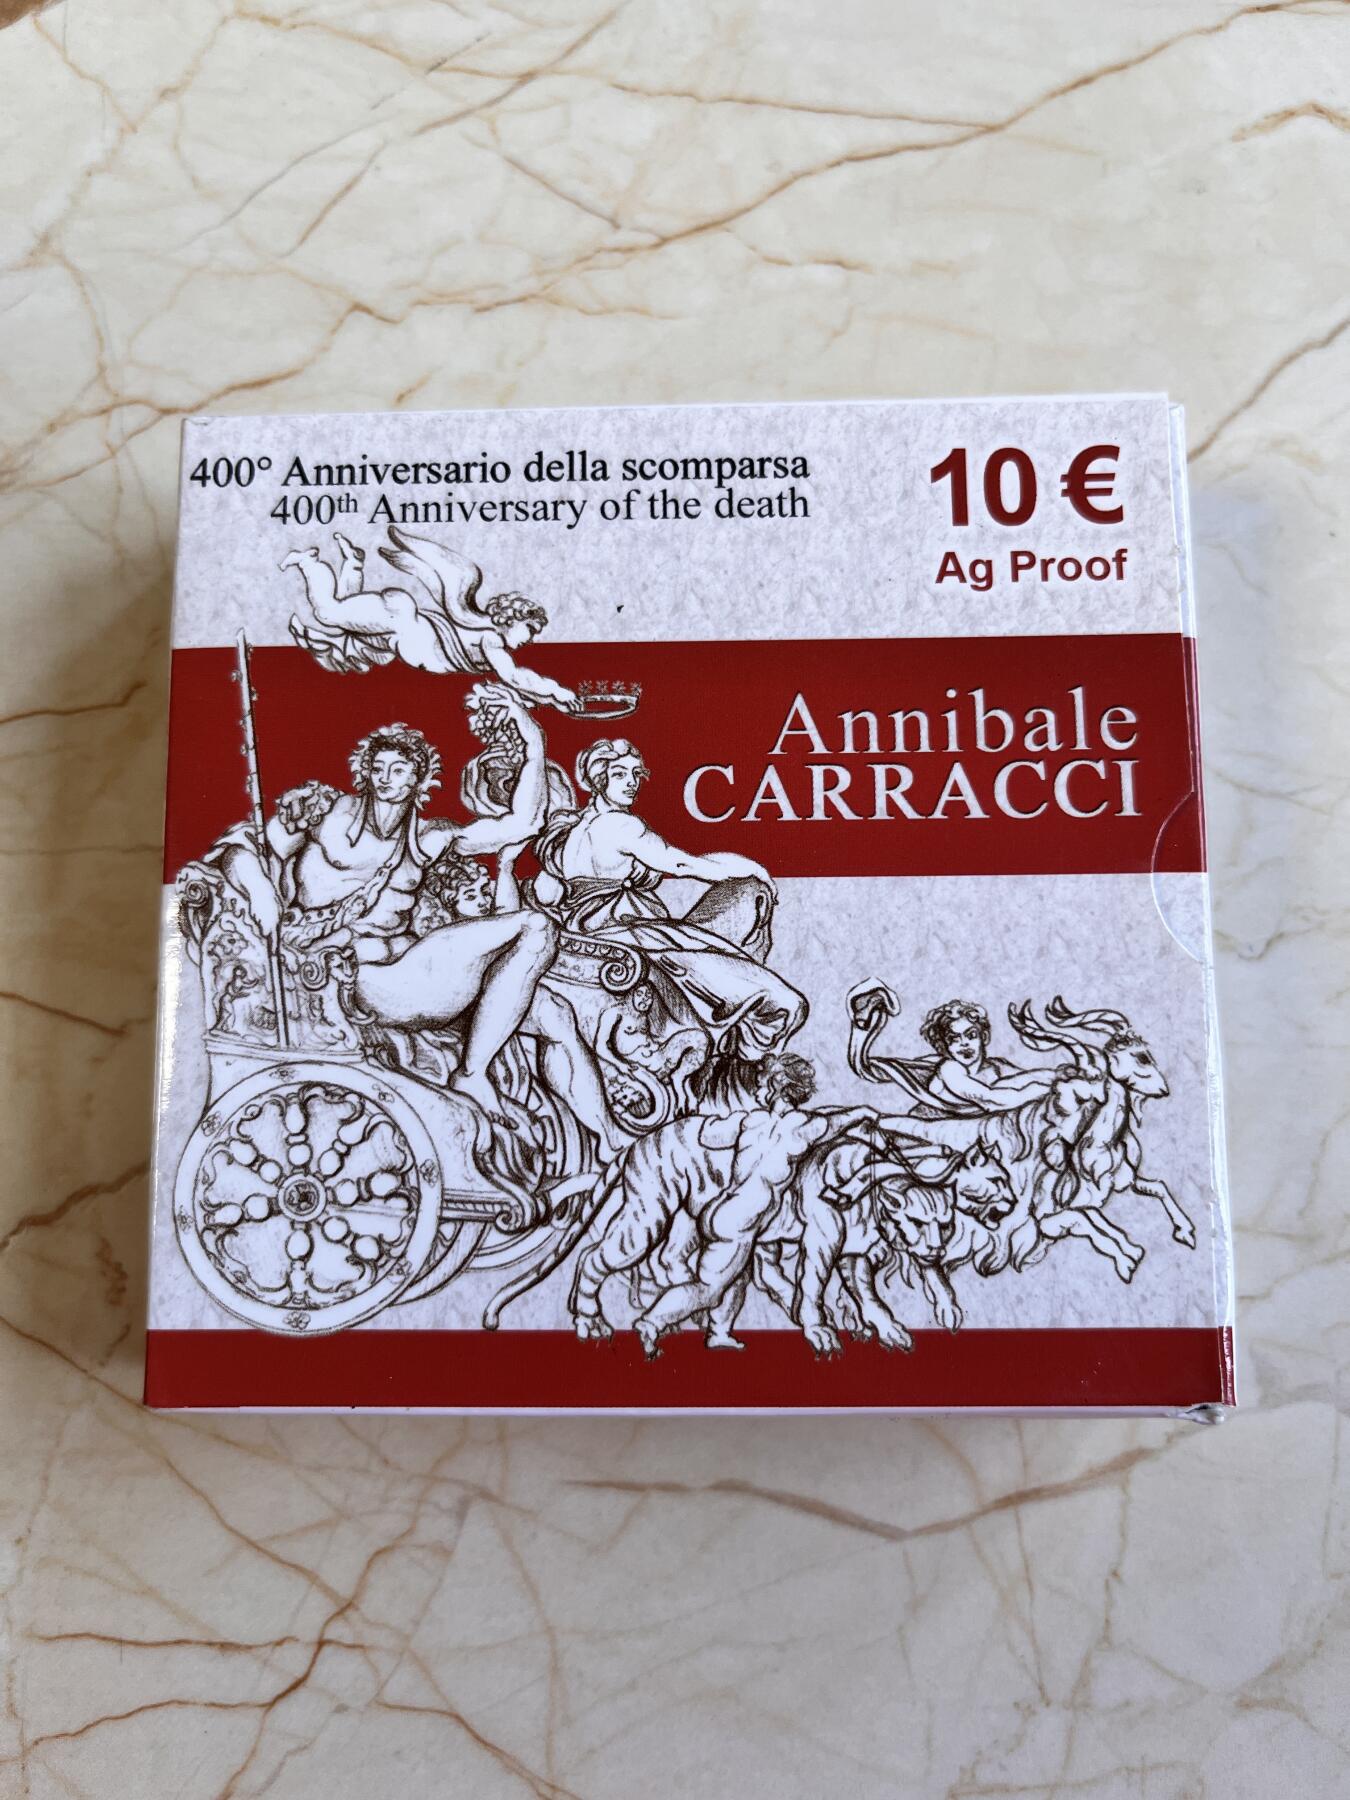 400° Anniversario della scomparsa
400th Anniversary of the death
10 €
Ag Proof
Annibale
CARRACCI